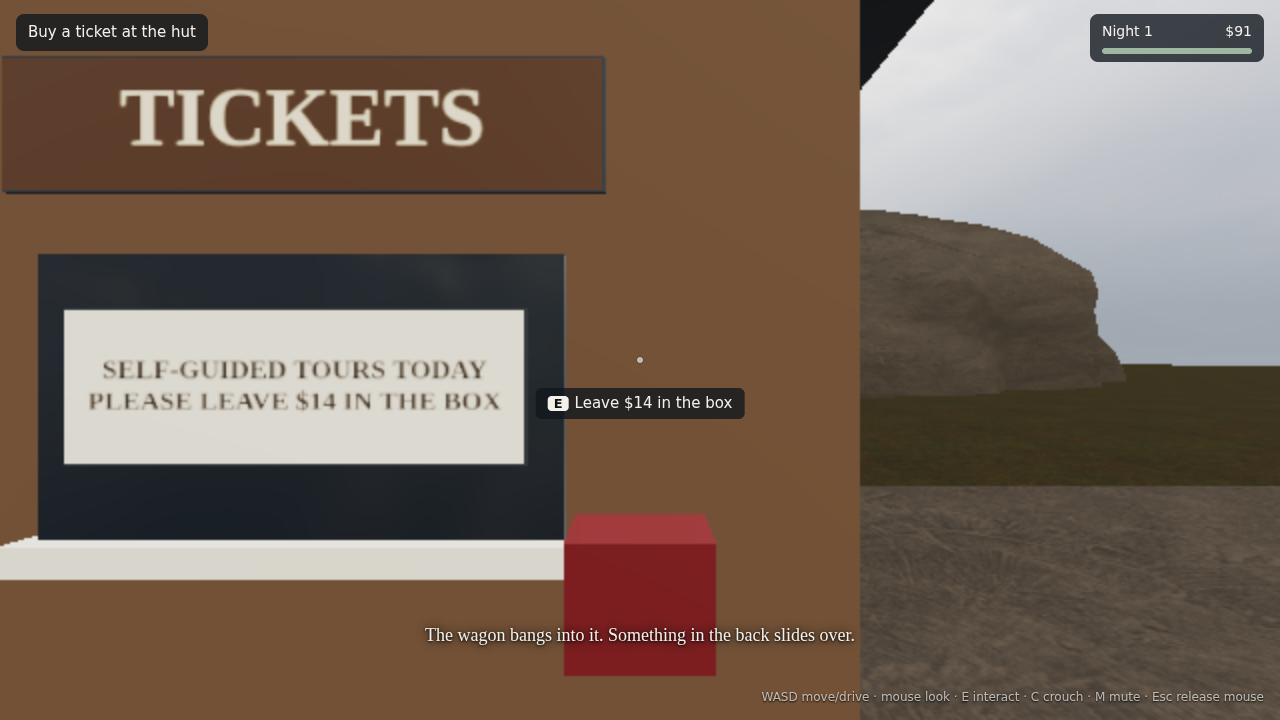 Buy a ticket at the hut
Night 1 $91
TICKETS
SELF-GUIDED TOURS TODAY
PLEASE LEAVE $14 IN THE BOX
E Leave $14 in the box
The wagon bangs into it. Something in the back slides over.
WASD move/drive · mouse look · E interact · C crouch · M mute · Esc release mouse